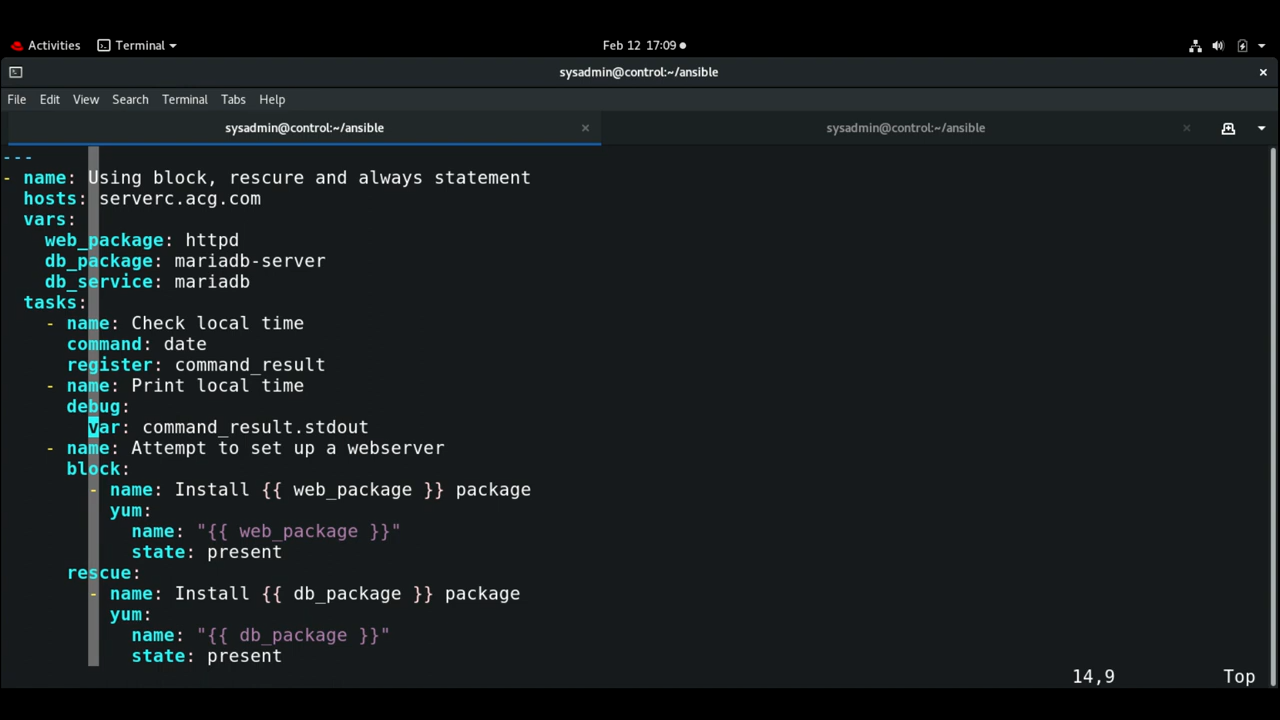 Activities Terminal Feb 12 17:09
sysadmin@control:~/ansible
File Edit View Search Terminal Tabs Help
sysadmin@control:~/ansible sysadmin@control:~/ansible
---
- name: Using block, rescure and always statement
  hosts: serverc.acg.com
  vars:
    web_package: httpd
    db_package: mariadb-server
    db_service: mariadb
  tasks:
    - name: Check local time
      command: date
      register: command_result
    - name: Print local time
      debug:
        var: command_result.stdout
    - name: Attempt to set up a webserver
      block:
        - name: Install {{ web_package }} package
          yum:
            name: "{{ web_package }}"
            state: present
      rescue:
        - name: Install {{ db_package }} package
          yum:
            name: "{{ db_package }}"
            state: present
14,9 Top